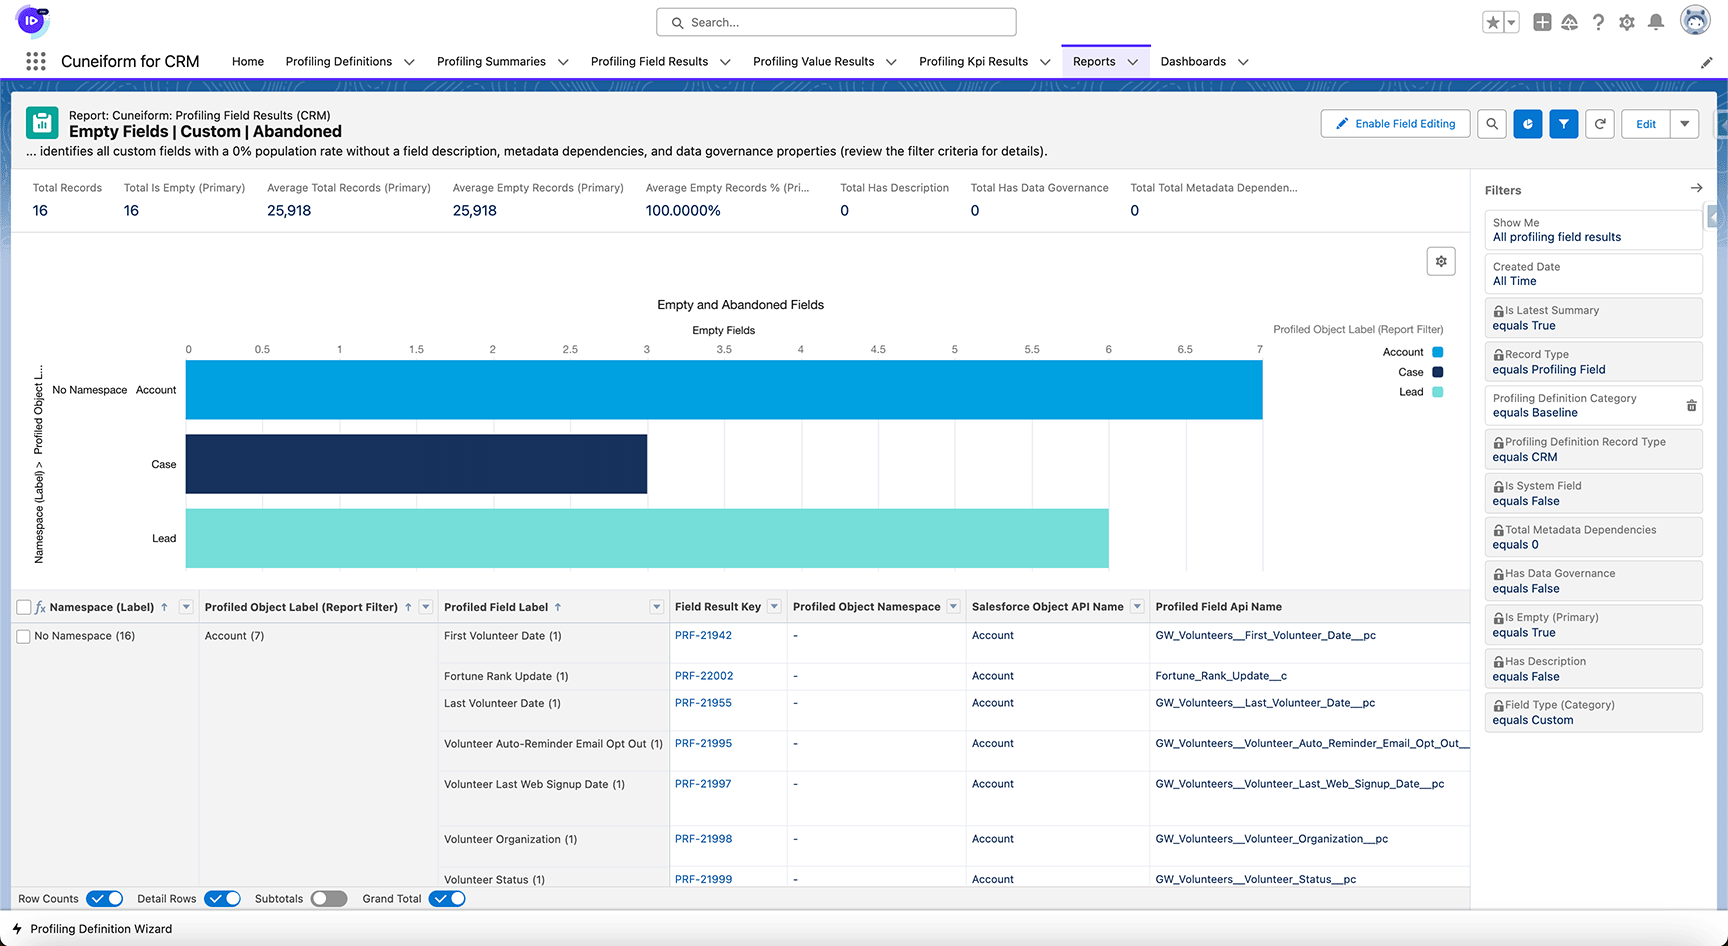 Search...
Cuneiform for CRM
Home
Profiling Definitions
Profiling Summaries
Profiling Field Results
Profiling Value Results
Profiling Kpi Results
Reports
Dashboards
Report: Cuneiform: Profiling Field Results (CRM)
Empty Fields | Custom | Abandoned
... identifies all custom fields with a 0% population rate without a field description, metadata dependencies, and data governance properties (review the filter criteria for details).
Enable Field Editing
Edit
Total Records
16
Total Is Empty (Primary)
16
Average Total Records (Primary)
25,918
Average Empty Records (Primary)
25,918
Average Empty Records % (Pri...
100.0000%
Total Has Description
0
Total Has Data Governance
0
Total Total Metadata Dependen...
0
Empty and Abandoned Fields
Empty Fields
0 0.5 1 1.5 2 2.5 3 3.5 4 4.5 5 5.5 6 6.5 7
Namespace (Label) > Profiled Object L...
No Namespace Account
Case
Lead
Profiled Object Label (Report Filter)
Account
Case
Lead
Namespace (Label) ↑ Profiled Object Label (Report Filter) ↑ Profiled Field Label ↑ Field Result Key Profiled Object Namespace Salesforce Object API Name Profiled Field Api Name
No Namespace (16) Account (7) First Volunteer Date (1) PRF-21942 - Account GW_Volunteers__First_Volunteer_Date__pc
Fortune Rank Update (1) PRF-22002 - Account Fortune_Rank_Update__c
Last Volunteer Date (1) PRF-21955 - Account GW_Volunteers__Last_Volunteer_Date__pc
Volunteer Auto-Reminder Email Opt Out (1) PRF-21995 - Account GW_Volunteers__Volunteer_Auto_Reminder_Email_Opt_Out__
Volunteer Last Web Signup Date (1) PRF-21997 - Account GW_Volunteers__Volunteer_Last_Web_Signup_Date__pc
Volunteer Organization (1) PRF-21998 - Account GW_Volunteers__Volunteer_Organization__pc
Volunteer Status (1) PRF-21999 - Account GW_Volunteers__Volunteer_Status__pc
Row Counts Detail Rows Subtotals Grand Total
Profiling Definition Wizard
Filters
Show Me
All profiling field results
Created Date
All Time
Is Latest Summary
equals True
Record Type
equals Profiling Field
Profiling Definition Category
equals Baseline
Profiling Definition Record Type
equals CRM
Is System Field
equals False
Total Metadata Dependencies
equals 0
Has Data Governance
equals False
Is Empty (Primary)
equals True
Has Description
equals False
Field Type (Category)
equals Custom